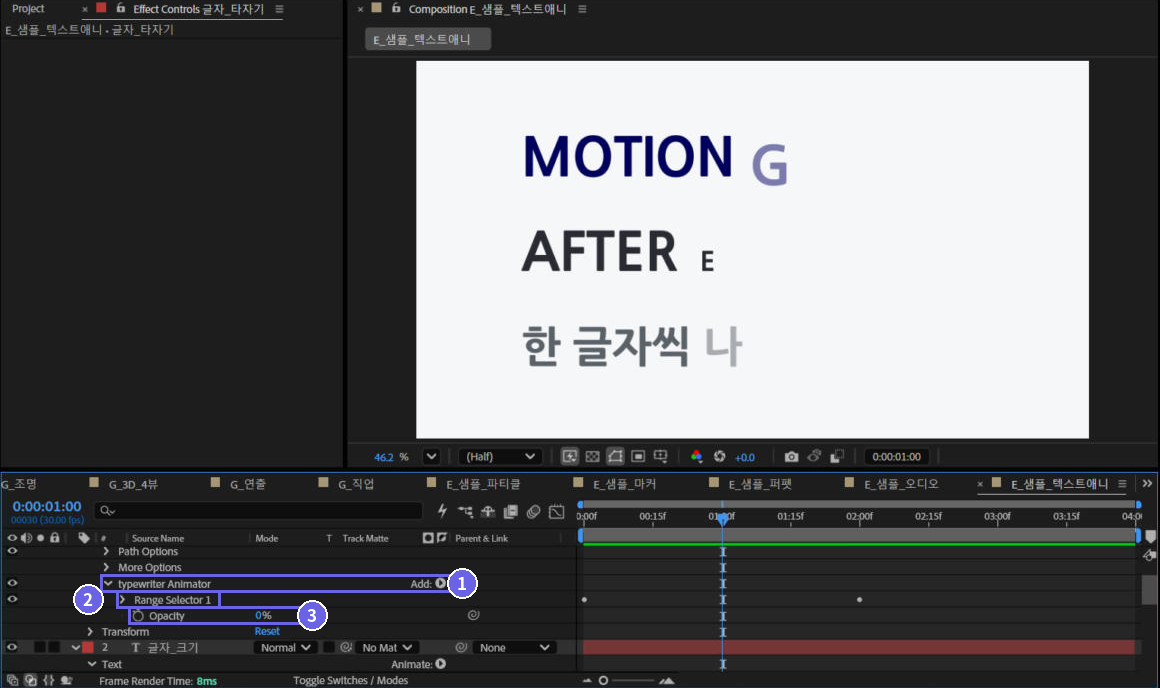 Project
× Effect Controls 글자_타자기 ≡
E_샘플_텍스트애니 • 글자_타자기
× Composition E_샘플_텍스트애니 ≡
E_샘플_텍스트애니
MOTION G
AFTER E
한 글자씩 나
46.2 % (Half) +0.0 0:00:01:00
G_조명 G_3D_4뷰 G_연출 G_직업 E_샘플_파티클 E_샘플_마커 E_샘플_퍼펫 E_샘플_오디오 × E_샘플_텍스트애니 ≡ »
0:00:01:00
00030 (30.00 fps)
0:00f 00:15f 01:00f 01:15f 02:00f 02:15f 03:00f 03:15f 04:0
# Source Name Mode T Track Matte Parent & Link
Path Options
More Options
typewriter Animator Add: 1
2 Range Selector 1
Opacity 0% 3
Transform Reset
2 T 글자_크기 Normal No Mat None
Text Animate:
Frame Render Time: 8ms Toggle Switches / Modes